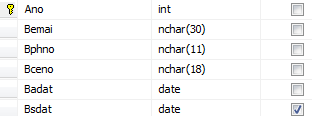 Ano int
Bemai nchar(30)
Bphno nchar(11)
Bceno nchar(18)
Badat date
Bsdat date